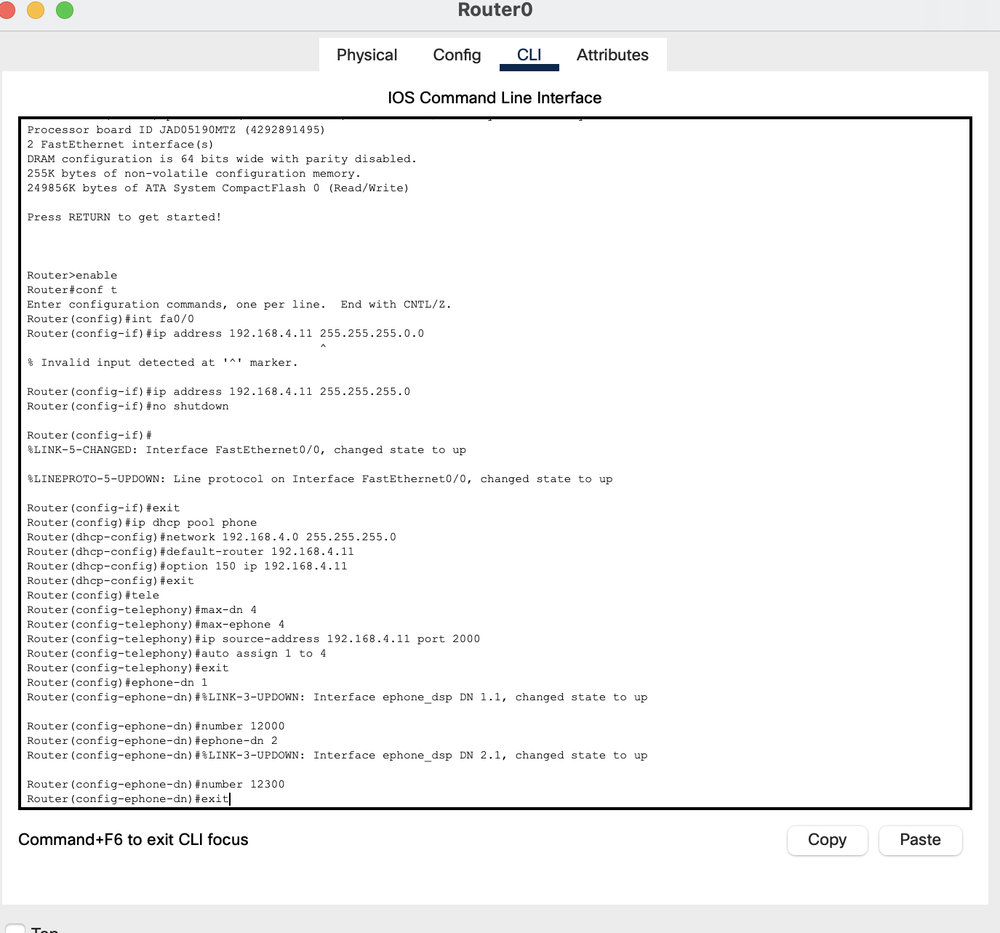 Router0
Physical Config CLI Attributes
IOS Command Line Interface
Processor board ID JAD05190MTZ (4292891495)
2 FastEthernet interface(s)
DRAM configuration is 64 bits wide with parity disabled.
255K bytes of non-volatile configuration memory.
249856K bytes of ATA System CompactFlash 0 (Read/Write)
Press RETURN to get started!
Router>enable
Router#conf t
Enter configuration commands, one per line.  End with CNTL/Z.
Router(config)#int fa0/0
Router(config-if)#ip address 192.168.4.11 255.255.255.0.0
^
% Invalid input detected at '^' marker.
Router(config-if)#ip address 192.168.4.11 255.255.255.0
Router(config-if)#no shutdown
Router(config-if)#
%LINK-5-CHANGED: Interface FastEthernet0/0, changed state to up
%LINEPROTO-5-UPDOWN: Line protocol on Interface FastEthernet0/0, changed state to up
Router(config-if)#exit
Router(config)#ip dhcp pool phone
Router(dhcp-config)#network 192.168.4.0 255.255.255.0
Router(dhcp-config)#default-router 192.168.4.11
Router(dhcp-config)#option 150 ip 192.168.4.11
Router(dhcp-config)#exit
Router(config)#tele
Router(config-telephony)#max-dn 4
Router(config-telephony)#max-ephone 4
Router(config-telephony)#ip source-address 192.168.4.11 port 2000
Router(config-telephony)#auto assign 1 to 4
Router(config-telephony)#exit
Router(config)#ephone-dn 1
Router(config-ephone-dn)#%LINK-3-UPDOWN: Interface ephone_dsp DN 1.1, changed state to up
Router(config-ephone-dn)#number 12000
Router(config-ephone-dn)#ephone-dn 2
Router(config-ephone-dn)#%LINK-3-UPDOWN: Interface ephone_dsp DN 2.1, changed state to up
Router(config-ephone-dn)#number 12300
Router(config-ephone-dn)#exit
Command+F6 to exit CLI focus
Copy Paste
Top